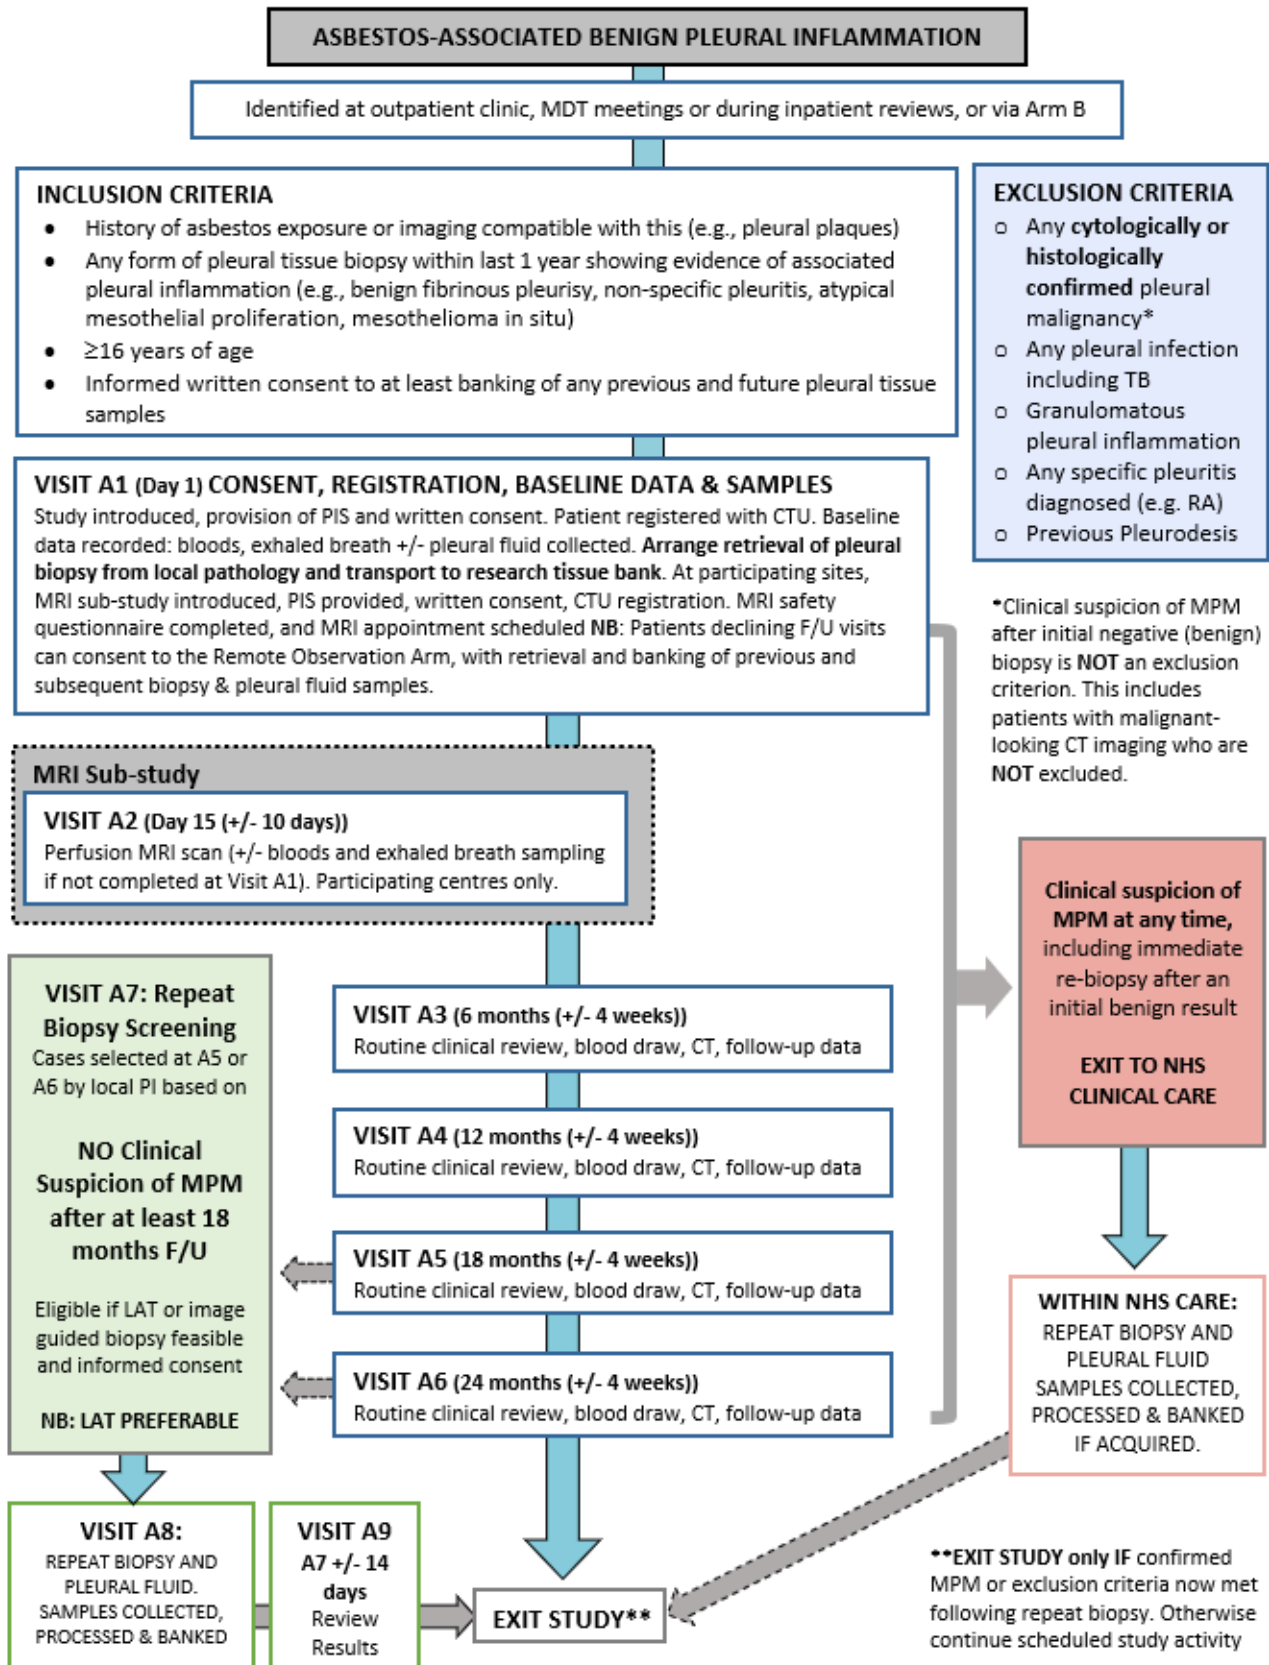 ASBESTOS-ASSOCIATED BENIGN PLEURAL INFLAMMATION
Identified at outpatient clinic, MDT meetings or during inpatient reviews, or via Arm B
INCLUSION CRITERIA
• History of asbestos exposure or imaging compatible with this (e.g., pleural plaques)
• Any form of pleural tissue biopsy within last 1 year showing evidence of associated
pleural inflammation (e.g., benign fibrinous pleurisy, non-specific pleuritis, atypical
mesothelial proliferation, mesothelioma in situ)
• ≥16 years of age
• Informed written consent to at least banking of any previous and future pleural tissue
samples
EXCLUSION CRITERIA
o Any cytologically or
histologically
confirmed pleural
malignancy*
o Any pleural infection
including TB
o Granulomatous
pleural inflammation
o Any specific pleuritis
diagnosed (e.g. RA)
o Previous Pleurodesis
*Clinical suspicion of MPM
after initial negative (benign)
biopsy is NOT an exclusion
criterion. This includes
patients with malignant-
looking CT imaging who are
NOT excluded.
VISIT A1 (Day 1) CONSENT, REGISTRATION, BASELINE DATA & SAMPLES
Study introduced, provision of PIS and written consent. Patient registered with CTU. Baseline
data recorded: bloods, exhaled breath +/- pleural fluid collected. Arrange retrieval of pleural
biopsy from local pathology and transport to research tissue bank. At participating sites,
MRI sub-study introduced, PIS provided, written consent, CTU registration. MRI safety
questionnaire completed, and MRI appointment scheduled NB: Patients declining F/U visits
can consent to the Remote Observation Arm, with retrieval and banking of previous and
subsequent biopsy & pleural fluid samples.
MRI Sub-study
VISIT A2 (Day 15 (+/- 10 days))
Perfusion MRI scan (+/- bloods and exhaled breath sampling
if not completed at Visit A1). Participating centres only.
Clinical suspicion of
MPM at any time,
including immediate
re-biopsy after an
initial benign result
EXIT TO NHS
CLINICAL CARE
VISIT A3 (6 months (+/- 4 weeks))
Routine clinical review, blood draw, CT, follow-up data
VISIT A4 (12 months (+/- 4 weeks))
Routine clinical review, blood draw, CT, follow-up data
VISIT A5 (18 months (+/- 4 weeks))
Routine clinical review, blood draw, CT, follow-up data
VISIT A6 (24 months (+/- 4 weeks))
Routine clinical review, blood draw, CT, follow-up data
VISIT A7: Repeat
Biopsy Screening
Cases selected at A5 or
A6 by local PI based on
NO Clinical
Suspicion of MPM
after at least 18
months F/U
Eligible if LAT or image
guided biopsy feasible
and informed consent
NB: LAT PREFERABLE
WITHIN NHS CARE:
REPEAT BIOPSY AND
PLEURAL FLUID
SAMPLES COLLECTED,
PROCESSED & BANKED
IF ACQUIRED.
VISIT A8:
REPEAT BIOPSY AND
PLEURAL FLUID.
SAMPLES COLLECTED,
PROCESSED & BANKED
VISIT A9
A7 +/- 14
days
Review
Results
EXIT STUDY**
**EXIT STUDY only IF confirmed
MPM or exclusion criteria now met
following repeat biopsy. Otherwise
continue scheduled study activity